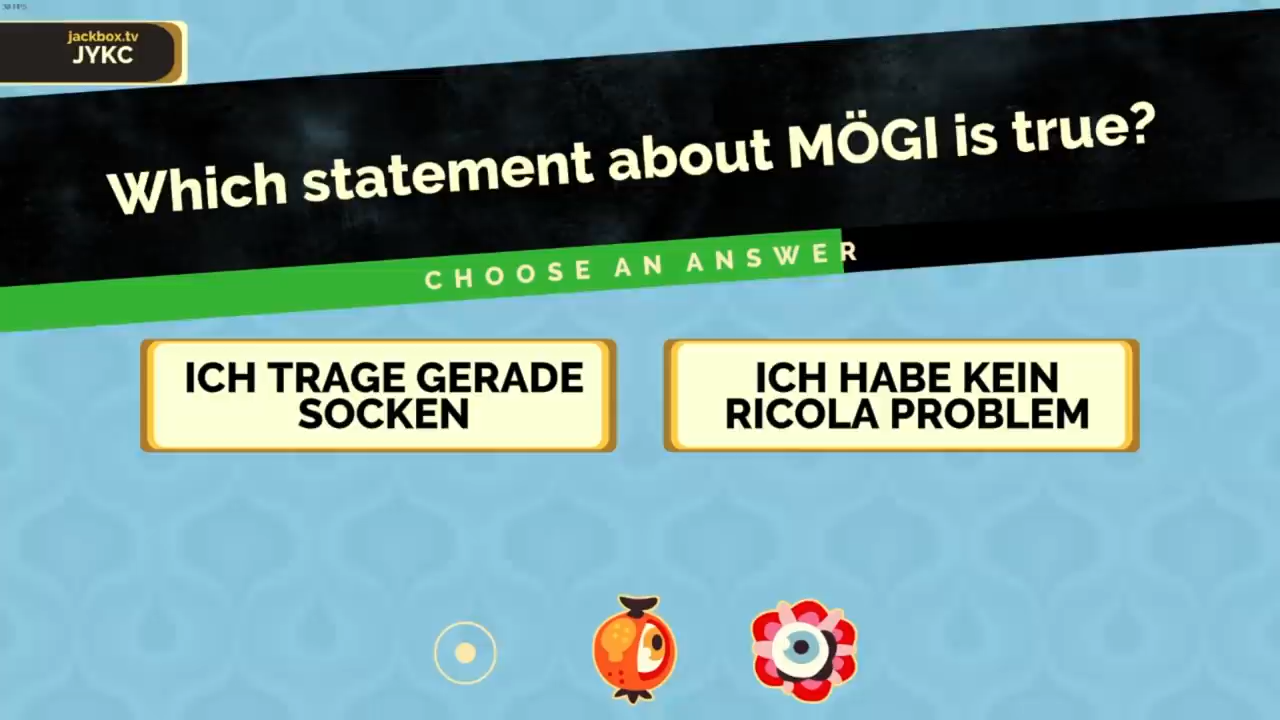 jackbox.tv
JYKC
Which statement about MÖGI is true?
CHOOSE AN ANSWER
ICH TRAGE GERADE
SOCKEN
ICH HABE KEIN
RICOLA PROBLEM